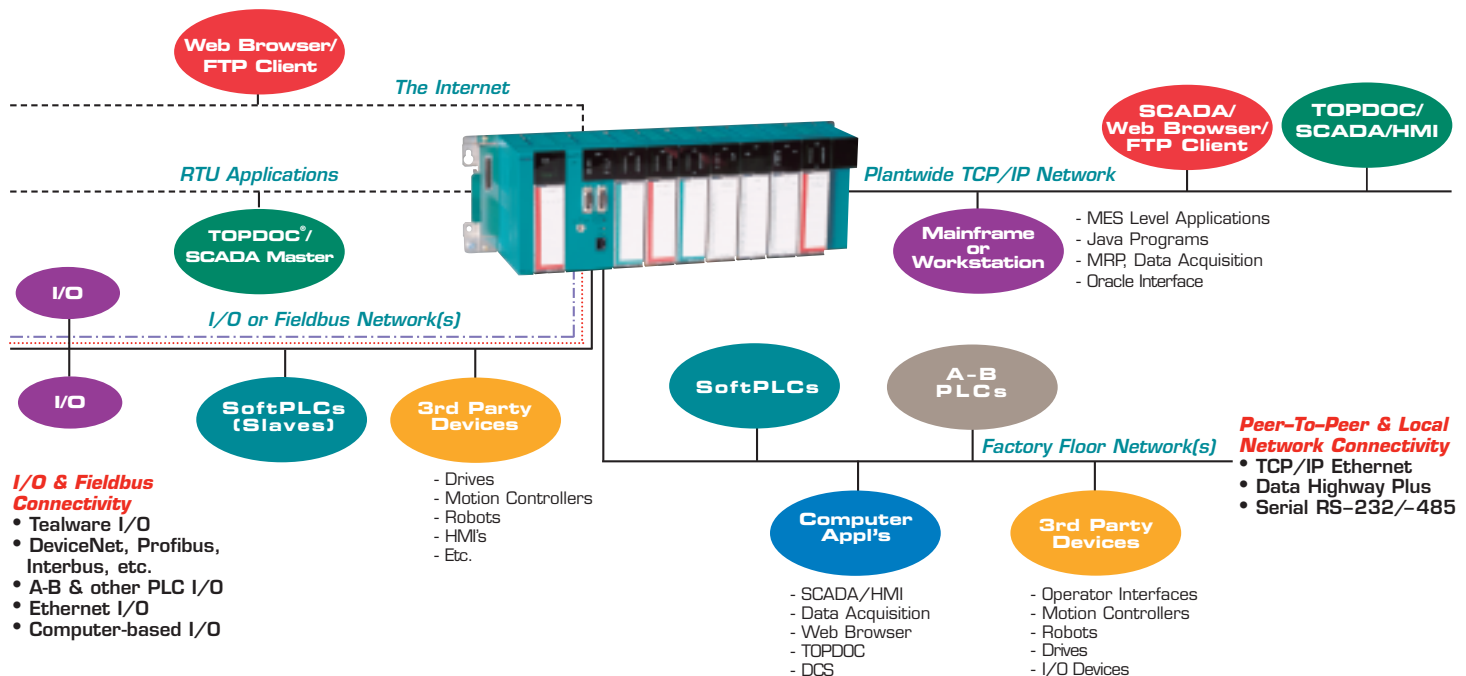 Web Browser/
FTP Client
The Internet
SCADA/
Web Browser/
FTP Client
TOPDOC/
SCADA/HMI
RTU Applications
Plantwide TCP/IP Network
TOPDOC®/
SCADA Master
Mainframe
or
Workstation
- MES Level Applications
- Java Programs
- MRP, Data Acquisition
- Oracle Interface
I/O
I/O or Fieldbus Network(s)
I/O
SoftPLCs
(Slaves)
3rd Party
Devices
- Drives
- Motion Controllers
- Robots
- HMI's
- Etc.
SoftPLCs
A-B
PLCs
Factory Floor Network(s)
Peer-To-Peer & Local
Network Connectivity
• TCP/IP Ethernet
• Data Highway Plus
• Serial RS-232/-485
I/O & Fieldbus
Connectivity
• Tealware I/O
• DeviceNet, Profibus,
Interbus, etc.
• A-B & other PLC I/O
• Ethernet I/O
• Computer-based I/O
Computer
Appl's
- SCADA/HMI
- Data Acquisition
- Web Browser
- TOPDOC
- DCS
3rd Party
Devices
- Operator Interfaces
- Motion Controllers
- Robots
- Drives
- I/O Devices